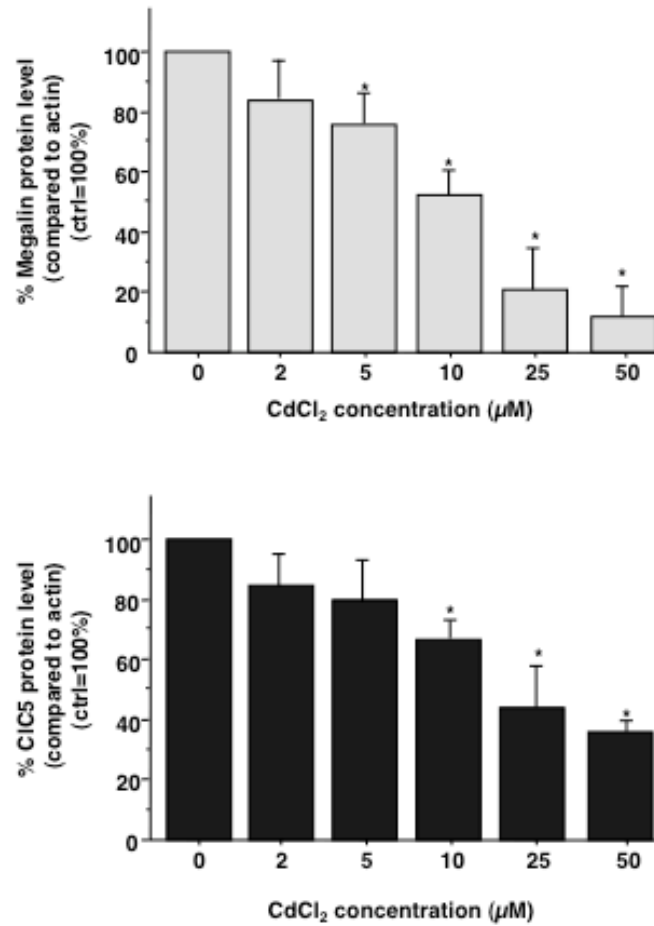 % Megalin protein level
(compared to actin)
(ctrl=100%)
100
80
60
40
20
0
*
*
*
*
0 2 5 10 25 50
CdCl₂ concentration (µM)
% ClC5 protein level
(compared to actin)
(ctrl=100%)
100
80
60
40
20
0
*
*
*
0 2 5 10 25 50
CdCl₂ concentration (µM)